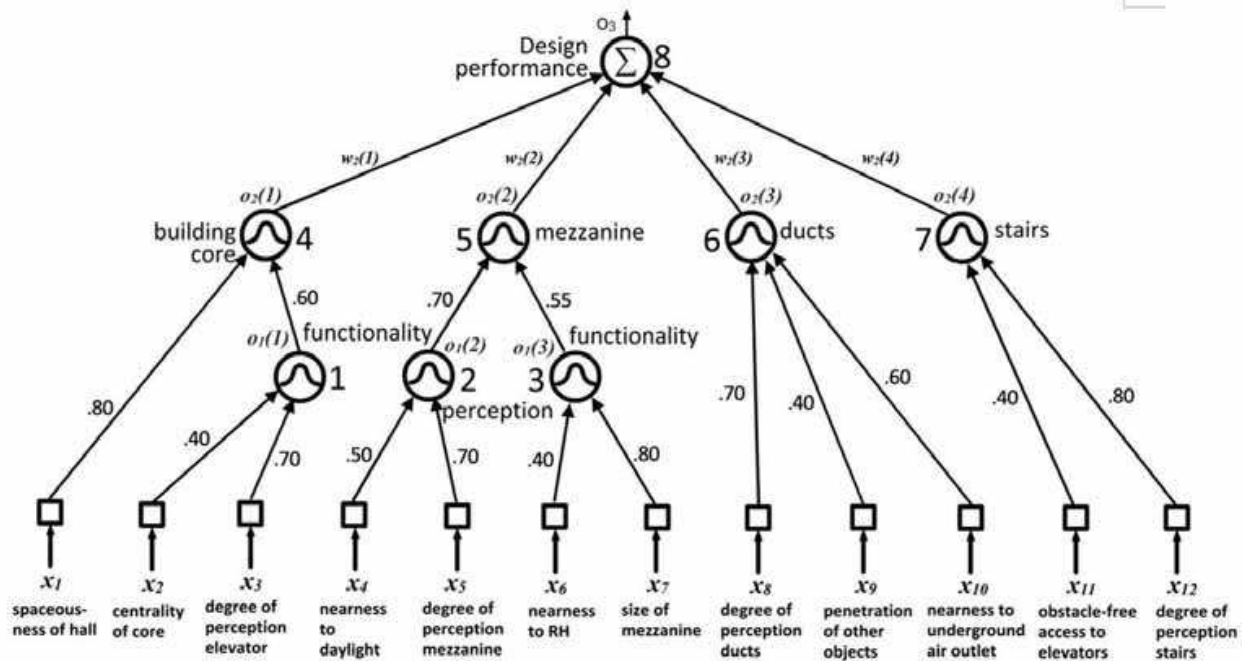 O3
Design
performance
Σ
8
w2(1)
w2(2)
w2(3)
w2(4)
o2(1)
o2(2)
o2(3)
o2(4)
building
core
4
5
mezzanine
6
ducts
7
stairs
.60
.70
.55
functionality
functionality
o1(1)
o1(2)
o1(3)
1
2
3
perception
.80
.40
.70
.50
.70
.40
.80
.70
.40
.60
.40
.80
x1
x2
x3
x4
x5
x6
x7
x8
x9
x10
x11
x12
spaceous-
ness of hall
centrality
of core
degree of
perception
elevator
nearness
to
daylight
degree of
perception
mezzanine
nearness
to RH
size of
mezzanine
degree of
perception
ducts
penetration
of other
objects
nearness to
underground
air outlet
obstacle-free
access to
elevators
degree of
perception
stairs